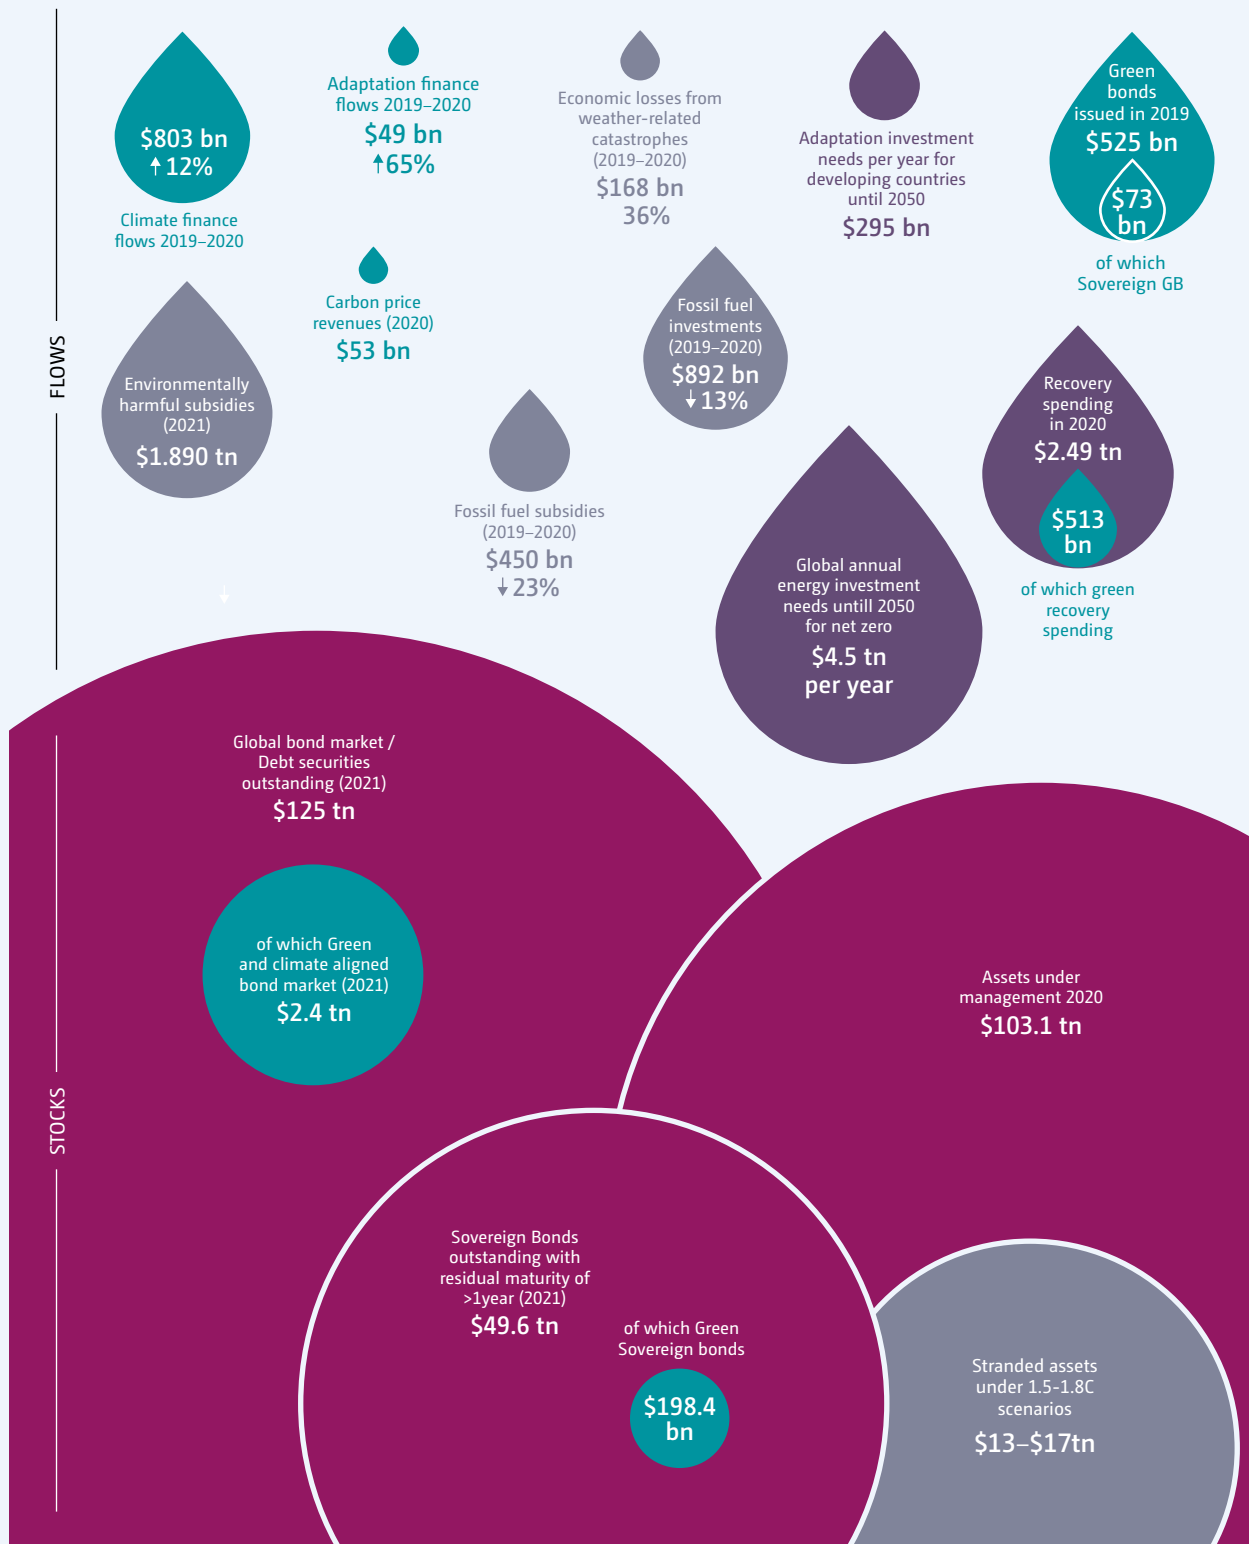 FLOWS
$803 bn
↑ 12%
Climate finance
flows 2019–2020
Adaptation finance
flows 2019–2020
$49 bn
↑65%
Economic losses from
weather-related
catastrophes
(2019–2020)
$168 bn
36%
Adaptation investment
needs per year for
developing countries
until 2050
$295 bn
Green
bonds
issued in 2019
$525 bn
$73
bn
of which
Sovereign GB
Environmentally
harmful subsidies
(2021)
$1.890 tn
Carbon price
revenues (2020)
$53 bn
Fossil fuel
investments
(2019–2020)
$892 bn
↓ 13%
Recovery
spending
in 2020
$2.49 tn
$513
bn
of which green
recovery
spending
Fossil fuel subsidies
(2019–2020)
$450 bn
↓ 23%
Global annual
energy investment
needs untill 2050
for net zero
$4.5 tn
per year
STOCKS
Global bond market /
Debt securities
outstanding (2021)
$125 tn
of which Green
and climate aligned
bond market (2021)
$2.4 tn
Assets under
management 2020
$103.1 tn
Sovereign Bonds
outstanding with
residual maturity of
>1year (2021)
$49.6 tn
of which Green
Sovereign bonds
$198.4
bn
Stranded assets
under 1.5-1.8C
scenarios
$13–$17tn